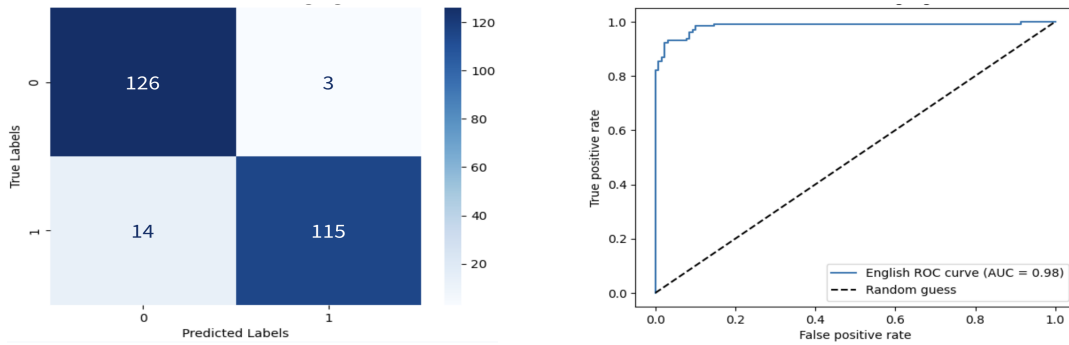 126 3
14 115
0
1
True Labels
0 1
Predicted Labels
120
100
80
60
40
20
True positive rate
1.0
0.8
0.6
0.4
0.2
0.0
English ROC curve (AUC = 0.98)
Random guess
0.0 0.2 0.4 0.6 0.8 1.0
False positive rate